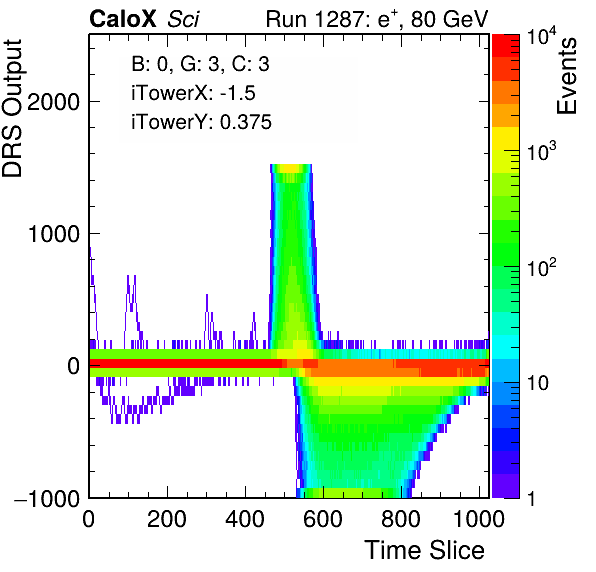 CaloX Sci
Run 1287: e+, 80 GeV
B: 0, G: 3, C: 3
iTowerX: -1.5
iTowerY: 0.375
DRS Output
2000
1000
0
−1000
0 200 400 600 800 1000
Time Slice
Events
10^4
10^3
10^2
10
1